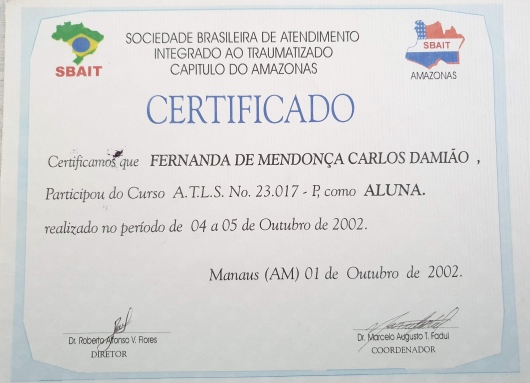 SOCIEDADE BRASILEIRA DE ATENDIMENTO
INTEGRADO AO TRAUMATIZADO
CAPITULO DO AMAZONAS
SBAIT
SBAIT
AMAZONAS
CERTIFICADO
Certificamos que FERNANDA DE MENDONÇA CARLOS DAMIÃO ,
Participou do Curso A.T.L.S. No. 23.017 - P, como ALUNA.
realizado no período de 04 a 05 de Outubro de 2002.
Manaus (AM) 01 de Outubro de 2002.
Dr. Roberto Afonso V. Flores
DIRETOR
Dr. Marcelo Augusto T. Fadul
COORDENADOR